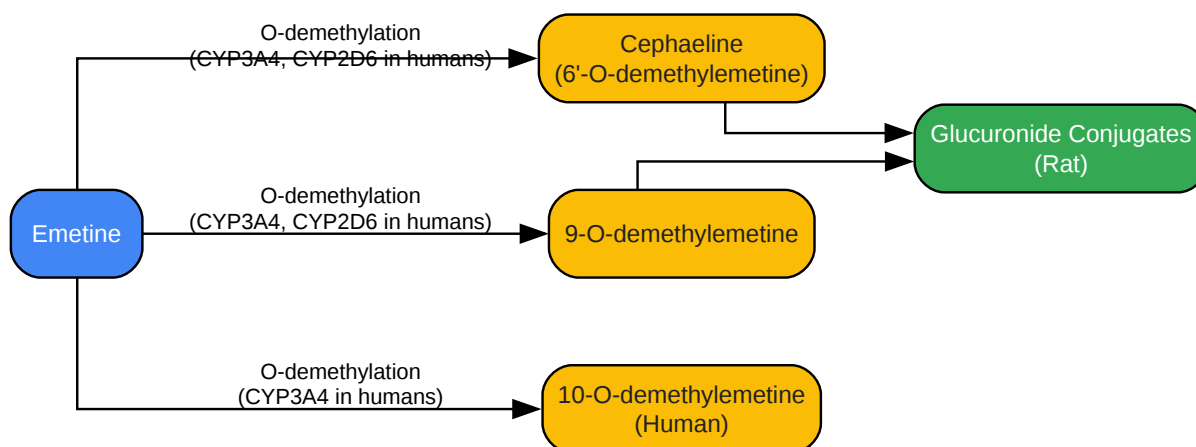 O-demethylation
(CYP3A4, CYP2D6 in humans)
Cephaeline
(6'-O-demethylemetine)
Glucuronide Conjugates
(Rat)
Emetine
O-demethylation
(CYP3A4, CYP2D6 in humans)
9-O-demethylemetine
O-demethylation
(CYP3A4 in humans)
10-O-demethylemetine
(Human)